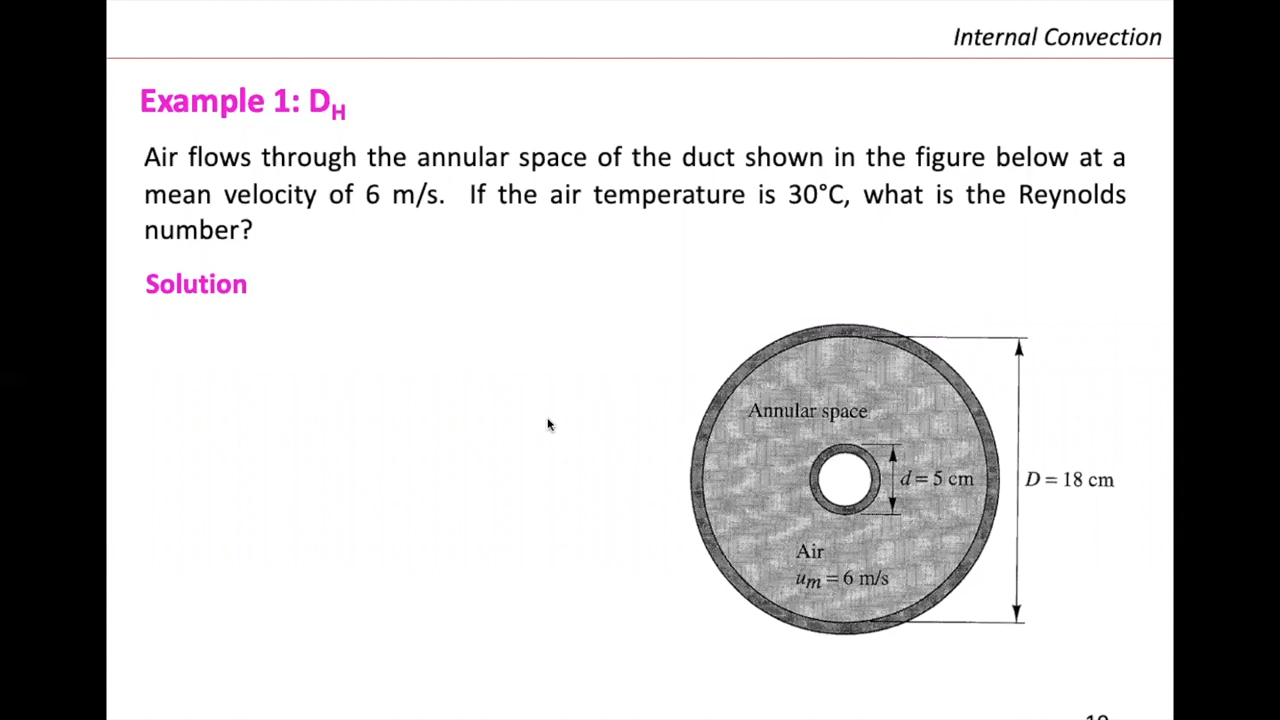 Internal Convection
Example 1: D_H
Air flows through the annular space of the duct shown in the figure below at a
mean velocity of 6 m/s. If the air temperature is 30°C, what is the Reynolds
number?
Solution
Annular space
d = 5 cm
D = 18 cm
Air
u_m = 6 m/s